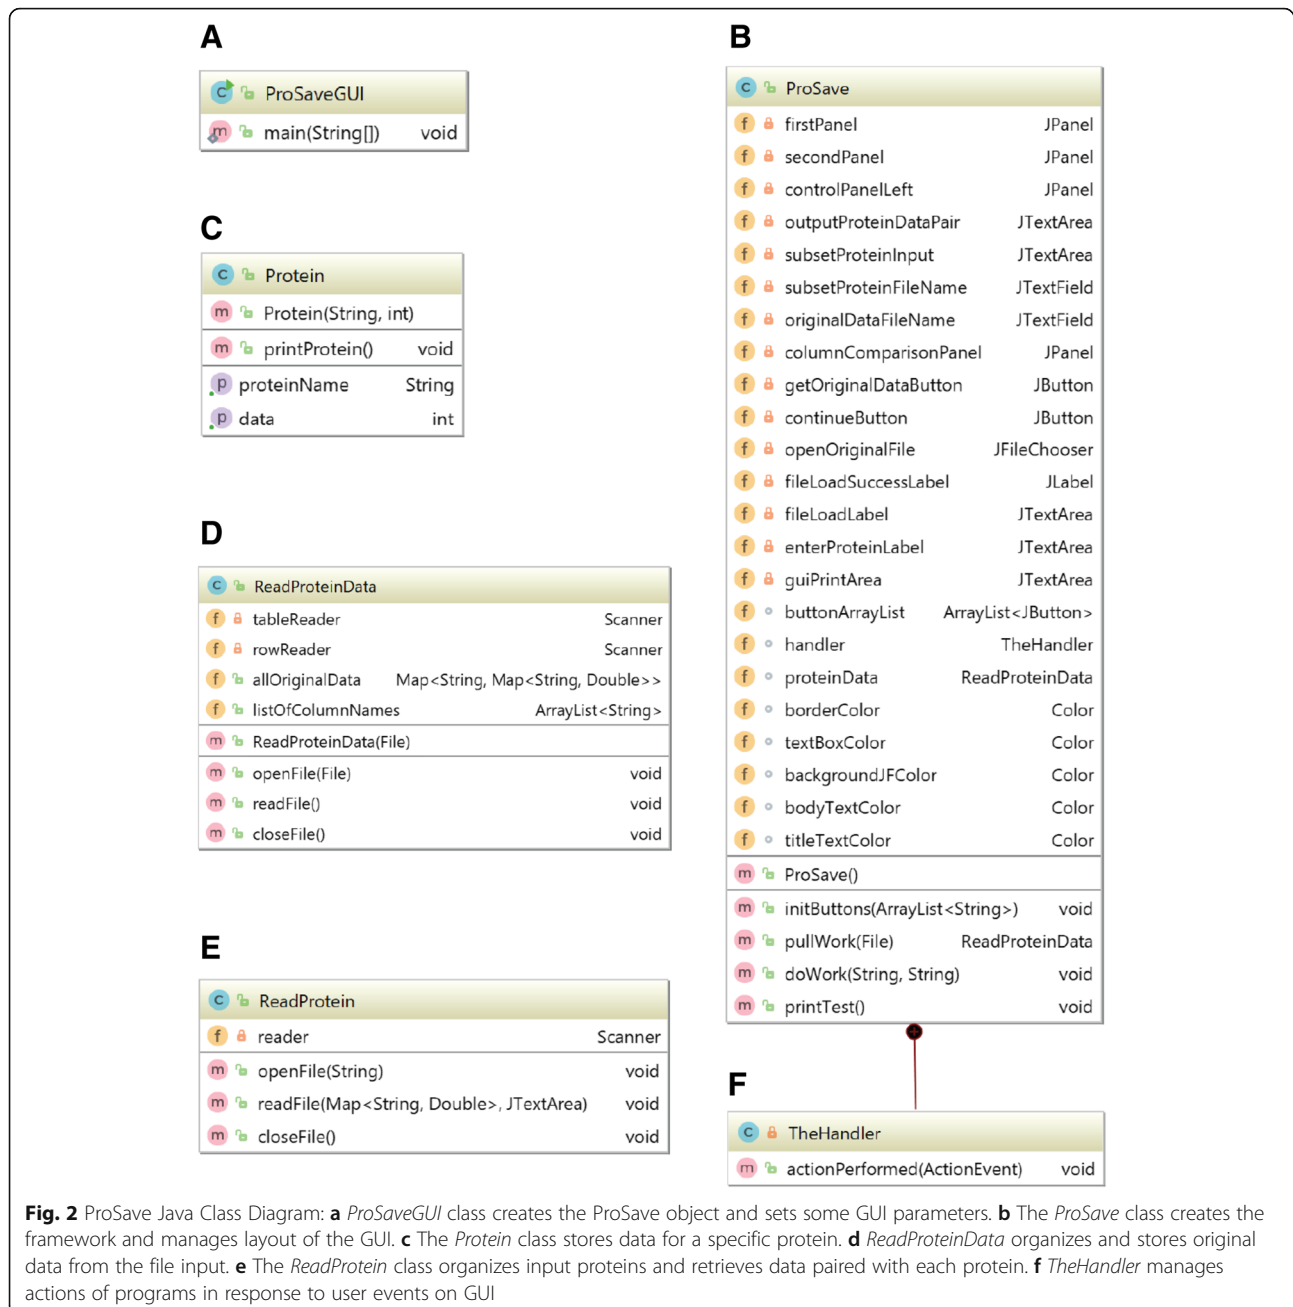 A
C ProSaveGUI
m main(String[]) void
B
C ProSave
f firstPanel JPanel
f secondPanel JPanel
f controlPanelLeft JPanel
f outputProteinDataPair JTextArea
f subsetProteinInput JTextArea
f subsetProteinFileName JTextField
f originalDataFileName JTextField
f columnComparisonPanel JPanel
f getOriginalDataButton JButton
f continueButton JButton
f openOriginalFile JFileChooser
f fileLoadSuccessLabel JLabel
f fileLoadLabel JTextArea
f enterProteinLabel JTextArea
f guiPrintArea JTextArea
f buttonArrayList ArrayList<JButton>
f handler TheHandler
f proteinData ReadProteinData
f borderColor Color
f textBoxColor Color
f backgroundJFColor Color
f bodyTextColor Color
f titleTextColor Color
m ProSave()
m initButtons(ArrayList<String>) void
m pullWork(File) ReadProteinData
m doWork(String, String) void
m printTest() void
C
C Protein
m Protein(String, int)
m printProtein() void
p proteinName String
p data int
D
C ReadProteinData
f tableReader Scanner
f rowReader Scanner
f allOriginalData Map<String, Map<String, Double>>
f listOfColumnNames ArrayList<String>
m ReadProteinData(File)
m openFile(File) void
m readFile() void
m closeFile() void
E
C ReadProtein
f reader Scanner
m openFile(String) void
m readFile(Map<String, Double>, JTextArea) void
m closeFile() void
F
C TheHandler
m actionPerformed(ActionEvent) void
Fig. 2 ProSave Java Class Diagram: a ProSaveGUI class creates the ProSave object and sets some GUI parameters. b The ProSave class creates the
framework and manages layout of the GUI. c The Protein class stores data for a specific protein. d ReadProteinData organizes and stores original
data from the file input. e The ReadProtein class organizes input proteins and retrieves data paired with each protein. f TheHandler manages
actions of programs in response to user events on GUI